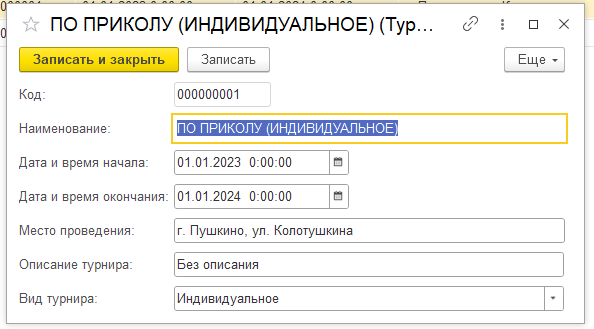 ПО ПРИКОЛУ (ИНДИВИДУАЛЬНОЕ) (Тур...
Записать и закрыть Записать Еще
Код: 000000001
Наименование: ПО ПРИКОЛУ (ИНДИВИДУАЛЬНОЕ)
Дата и время начала: 01.01.2023 0:00:00
Дата и время окончания: 01.01.2024 0:00:00
Место проведения: г. Пушкино, ул. Колотушкина
Описание турнира: Без описания
Вид турнира: Индивидуальное